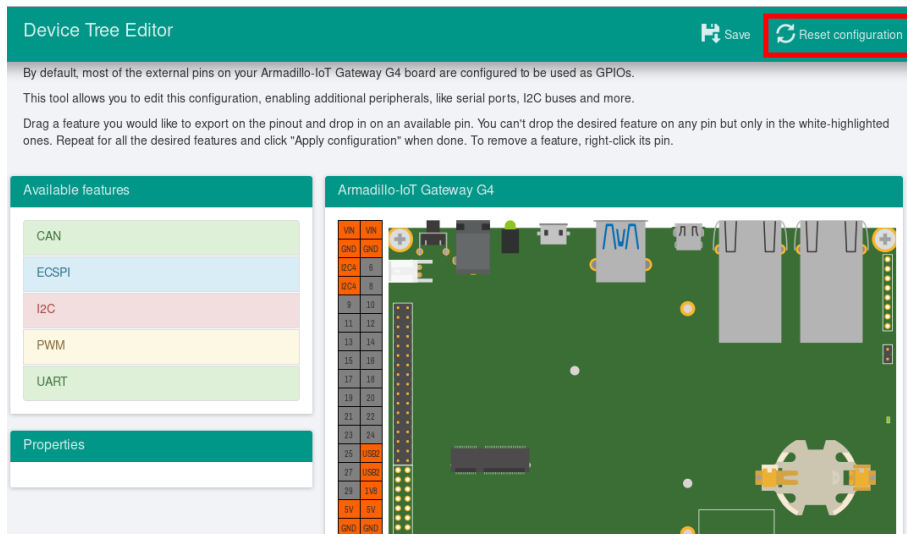 Device Tree Editor
Save
Reset configuration
By default, most of the external pins on your Armadillo-IoT Gateway G4 board are configured to be used as GPIOs.
This tool allows you to edit this configuration, enabling additional peripherals, like serial ports, I2C buses and more.
Drag a feature you would like to export on the pinout and drop in on an available pin. You can't drop the desired feature on any pin but only in the white-highlighted
ones. Repeat for all the desired features and click "Apply configuration" when done. To remove a feature, right-click its pin.
Available features
CAN
ECSPI
I2C
PWM
UART
Properties
Armadillo-IoT Gateway G4
VIN VIN
GND GND
I2C4 6
I2C4 8
9 10
11 12
13 14
15 16
17 18
19 20
21 22
23 24
25 USB2
27 USB2
29 1V8
5V 5V
GND GND